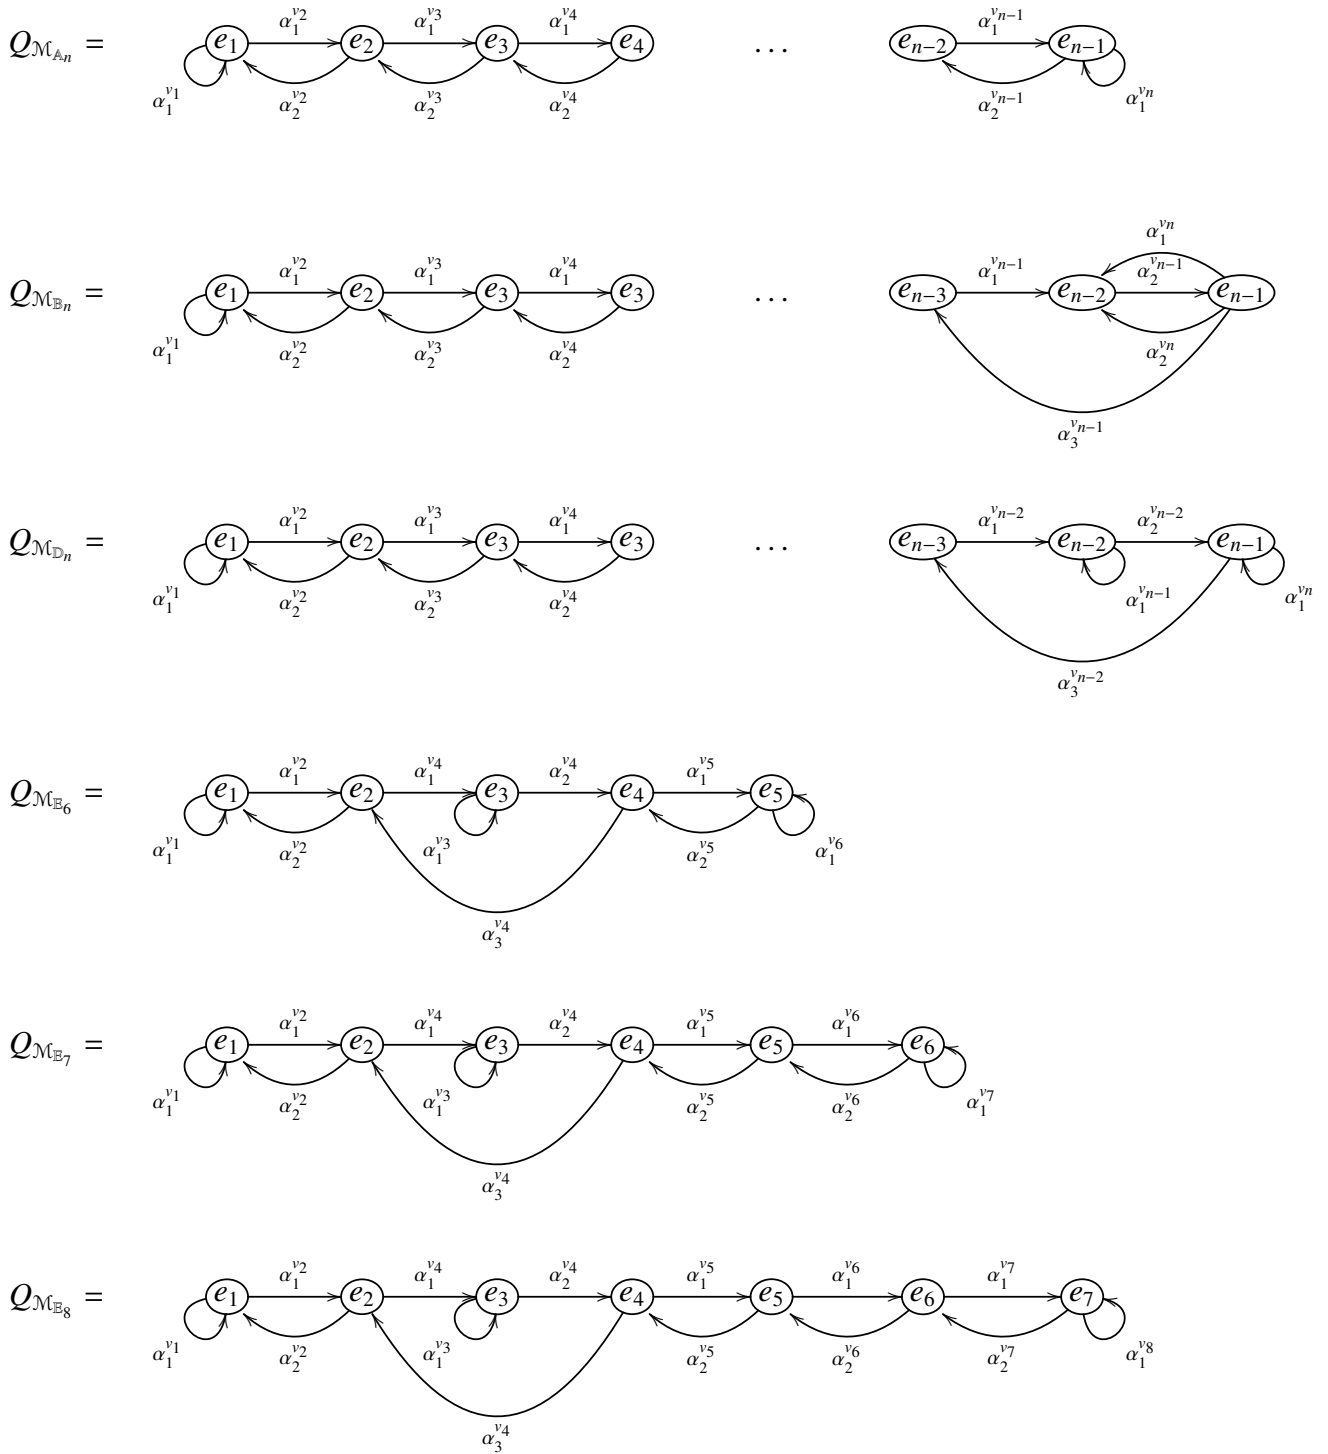 α_1^{v_2} α_1^{v_3} α_1^{v_4} α_1^{v_{n−1}}
Q_{ℳ_{𝔸_n}} = e_1 e_2 e_3 e_4 … e_{n−2} e_{n−1}
α_1^{v_1} α_2^{v_2} α_2^{v_3} α_2^{v_4} α_2^{v_{n−1}} α_1^{v_n}
α_1^{v_n}
α_1^{v_2} α_1^{v_3} α_1^{v_4} α_1^{v_{n−1}} α_2^{v_{n−1}}
Q_{ℳ_{𝔹_n}} = e_1 e_2 e_3 e_3 … e_{n−3} e_{n−2} e_{n−1}
α_1^{v_1} α_2^{v_2} α_2^{v_3} α_2^{v_4} α_2^{v_n}
α_3^{v_{n−1}}
α_1^{v_2} α_1^{v_3} α_1^{v_4} α_1^{v_{n−2}} α_2^{v_{n−2}}
Q_{ℳ_{𝔻_n}} = e_1 e_2 e_3 e_3 … e_{n−3} e_{n−2} e_{n−1}
α_1^{v_1} α_2^{v_2} α_2^{v_3} α_2^{v_4} α_1^{v_{n−1}} α_1^{v_n}
α_3^{v_{n−2}}
α_1^{v_2} α_1^{v_4} α_2^{v_4} α_1^{v_5}
Q_{ℳ_{𝔼_6}} = e_1 e_2 e_3 e_4 e_5
α_1^{v_1} α_2^{v_2} α_1^{v_3} α_2^{v_5} α_1^{v_6}
α_3^{v_4}
α_1^{v_2} α_1^{v_4} α_2^{v_4} α_1^{v_5} α_1^{v_6}
Q_{ℳ_{𝔼_7}} = e_1 e_2 e_3 e_4 e_5 e_6
α_1^{v_1} α_2^{v_2} α_1^{v_3} α_2^{v_5} α_2^{v_6} α_1^{v_7}
α_3^{v_4}
α_1^{v_2} α_1^{v_4} α_2^{v_4} α_1^{v_5} α_1^{v_6} α_1^{v_7}
Q_{ℳ_{𝔼_8}} = e_1 e_2 e_3 e_4 e_5 e_6 e_7
α_1^{v_1} α_2^{v_2} α_1^{v_3} α_2^{v_5} α_2^{v_6} α_2^{v_7} α_1^{v_8}
α_3^{v_4}